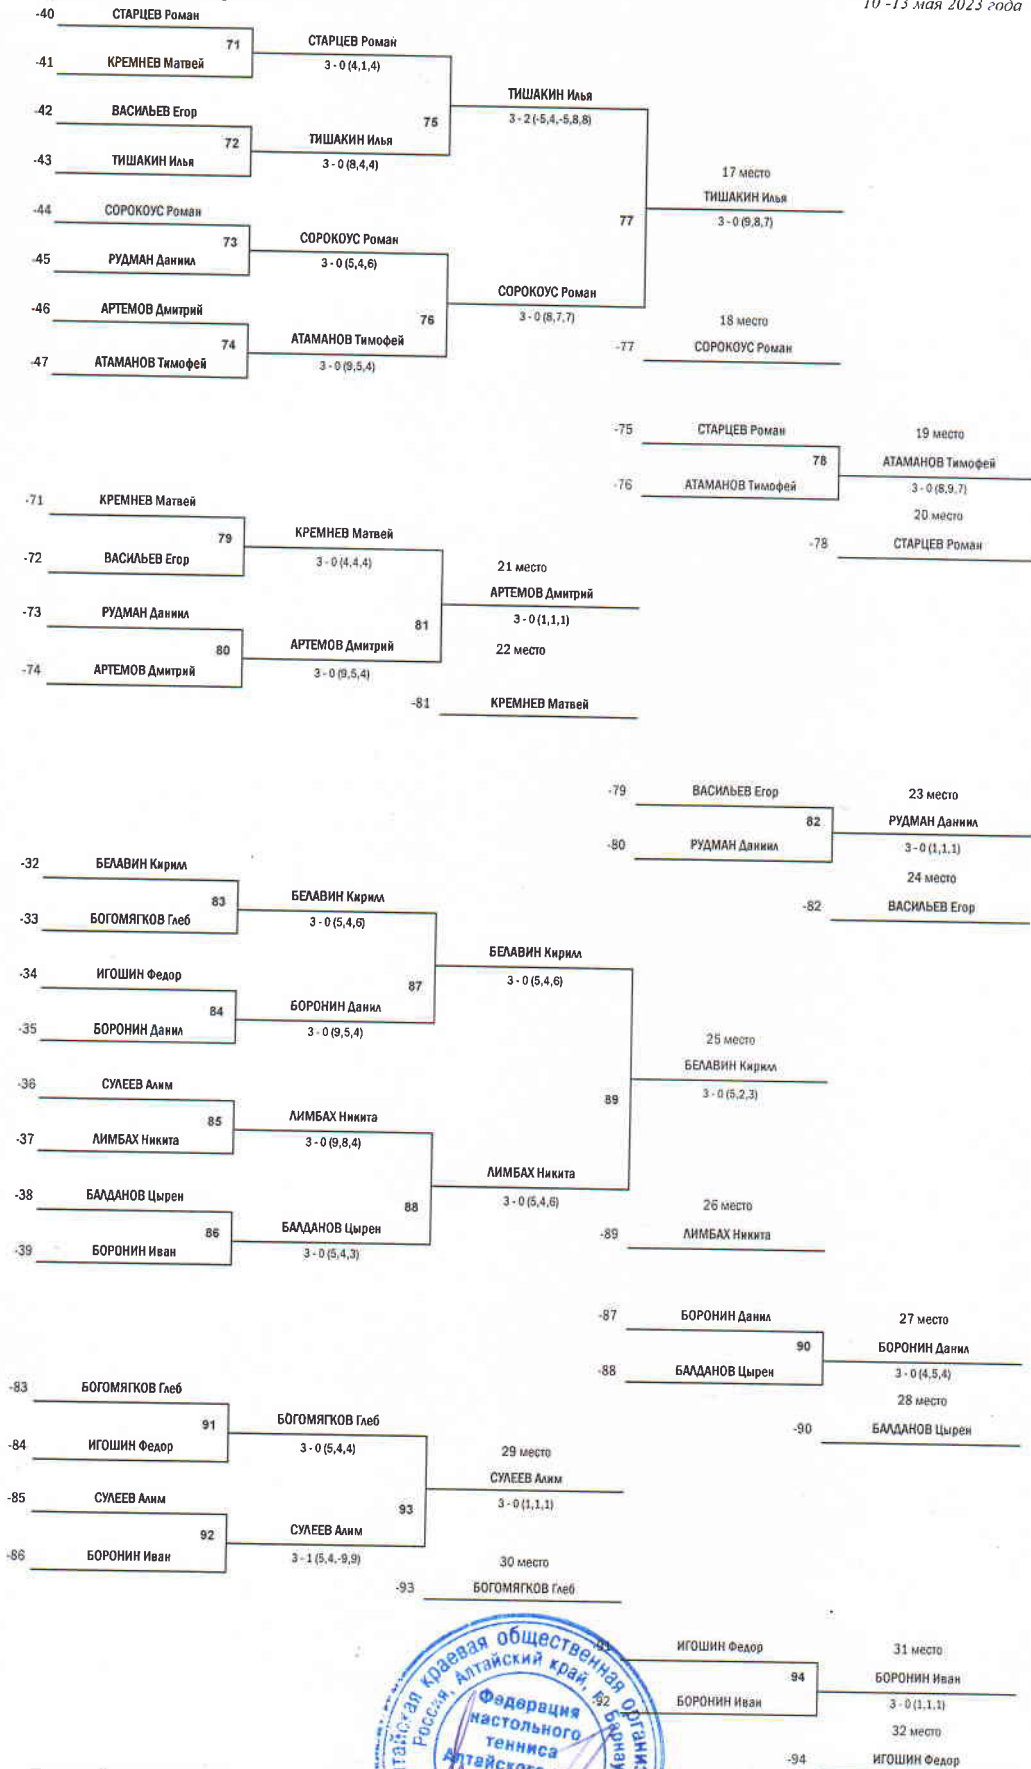 10 -13 мая 2023 года
-40 СТАРЦЕВ Роман
71 СТАРЦЕВ Роман
-41 КРЕМНЕВ Матвей 3 - 0 (4,1,4)
ТИШАКИН Илья
-42 ВАСИЛЬЕВ Егор 75 3 - 2 (-5,4,-5,8,8)
72 ТИШАКИН Илья
-43 ТИШАКИН Илья 3 - 0 (8,4,4)
17 место
ТИШАКИН Илья
-44 СОРОКОУС Роман 77 3 - 0 (9,8,7)
73 СОРОКОУС Роман
-45 РУДМАН Даниил 3 - 0 (5,4,6)
СОРОКОУС Роман
-46 АРТЕМОВ Дмитрий 76 3 - 0 (8,7,7)
18 место
74 АТАМАНОВ Тимофей -77 СОРОКОУС Роман
-47 АТАМАНОВ Тимофей 3 - 0 (9,5,4)
-75 СТАРЦЕВ Роман 19 место
78 АТАМАНОВ Тимофей
-76 АТАМАНОВ Тимофей 3 - 0 (8,9,7)
20 место
-78 СТАРЦЕВ Роман
-71 КРЕМНЕВ Матвей
79 КРЕМНЕВ Матвей
-72 ВАСИЛЬЕВ Егор 3 - 0 (4,4,4)
21 место
АРТЕМОВ Дмитрий
-73 РУДМАН Даниил 81 3 - 0 (1,1,1)
80 АРТЕМОВ Дмитрий 22 место
-74 АРТЕМОВ Дмитрий 3 - 0 (9,5,4)
-81 КРЕМНЕВ Матвей
-79 ВАСИЛЬЕВ Егор 23 место
82 РУДМАН Даниил
-80 РУДМАН Даниил 3 - 0 (1,1,1)
24 место
-82 ВАСИЛЬЕВ Егор
-32 БЕЛАВИН Кирилл
83 БЕЛАВИН Кирилл
-33 БОГОМЯГКОВ Глеб 3 - 0 (5,4,6)
БЕЛАВИН Кирилл
-34 ИГОШИН Федор 87 3 - 0 (5,4,6)
84 БОРОНИН Данил
-35 БОРОНИН Данил 3 - 0 (9,5,4)
25 место
БЕЛАВИН Кирилл
-36 СУЛЕЕВ Алим 89 3 - 0 (5,2,3)
85 ЛИМБАХ Никита
-37 ЛИМБАХ Никита 3 - 0 (9,8,4)
ЛИМБАХ Никита
-38 БАЛДАНОВ Цырен 88 3 - 0 (5,4,6)
26 место
86 БАЛДАНОВ Цырен -89 ЛИМБАХ Никита
-39 БОРОНИН Иван 3 - 0 (5,4,3)
-87 БОРОНИН Данил 27 место
90 БОРОНИН Данил
-88 БАЛДАНОВ Цырен 3 - 0 (4,5,4)
28 место
-90 БАЛДАНОВ Цырен
-83 БОГОМЯГКОВ Глеб
91 БОГОМЯГКОВ Глеб
-84 ИГОШИН Федор 3 - 0 (5,4,4)
29 место
СУЛЕЕВ Алим
-85 СУЛЕЕВ Алим 93 3 - 0 (1,1,1)
92 СУЛЕЕВ Алим
-86 БОРОНИН Иван 3 - 1 (5,4,-9,9)
30 место
-93 БОГОМЯГКОВ Глеб
-91 ИГОШИН Федор 31 место
94 БОРОНИН Иван
-92 БОРОНИН Иван 3 - 0 (1,1,1)
32 место
-94 ИГОШИН Федор
краевая общественная
Россия, Алтайский край, г.
Федерация
настольного
тенниса